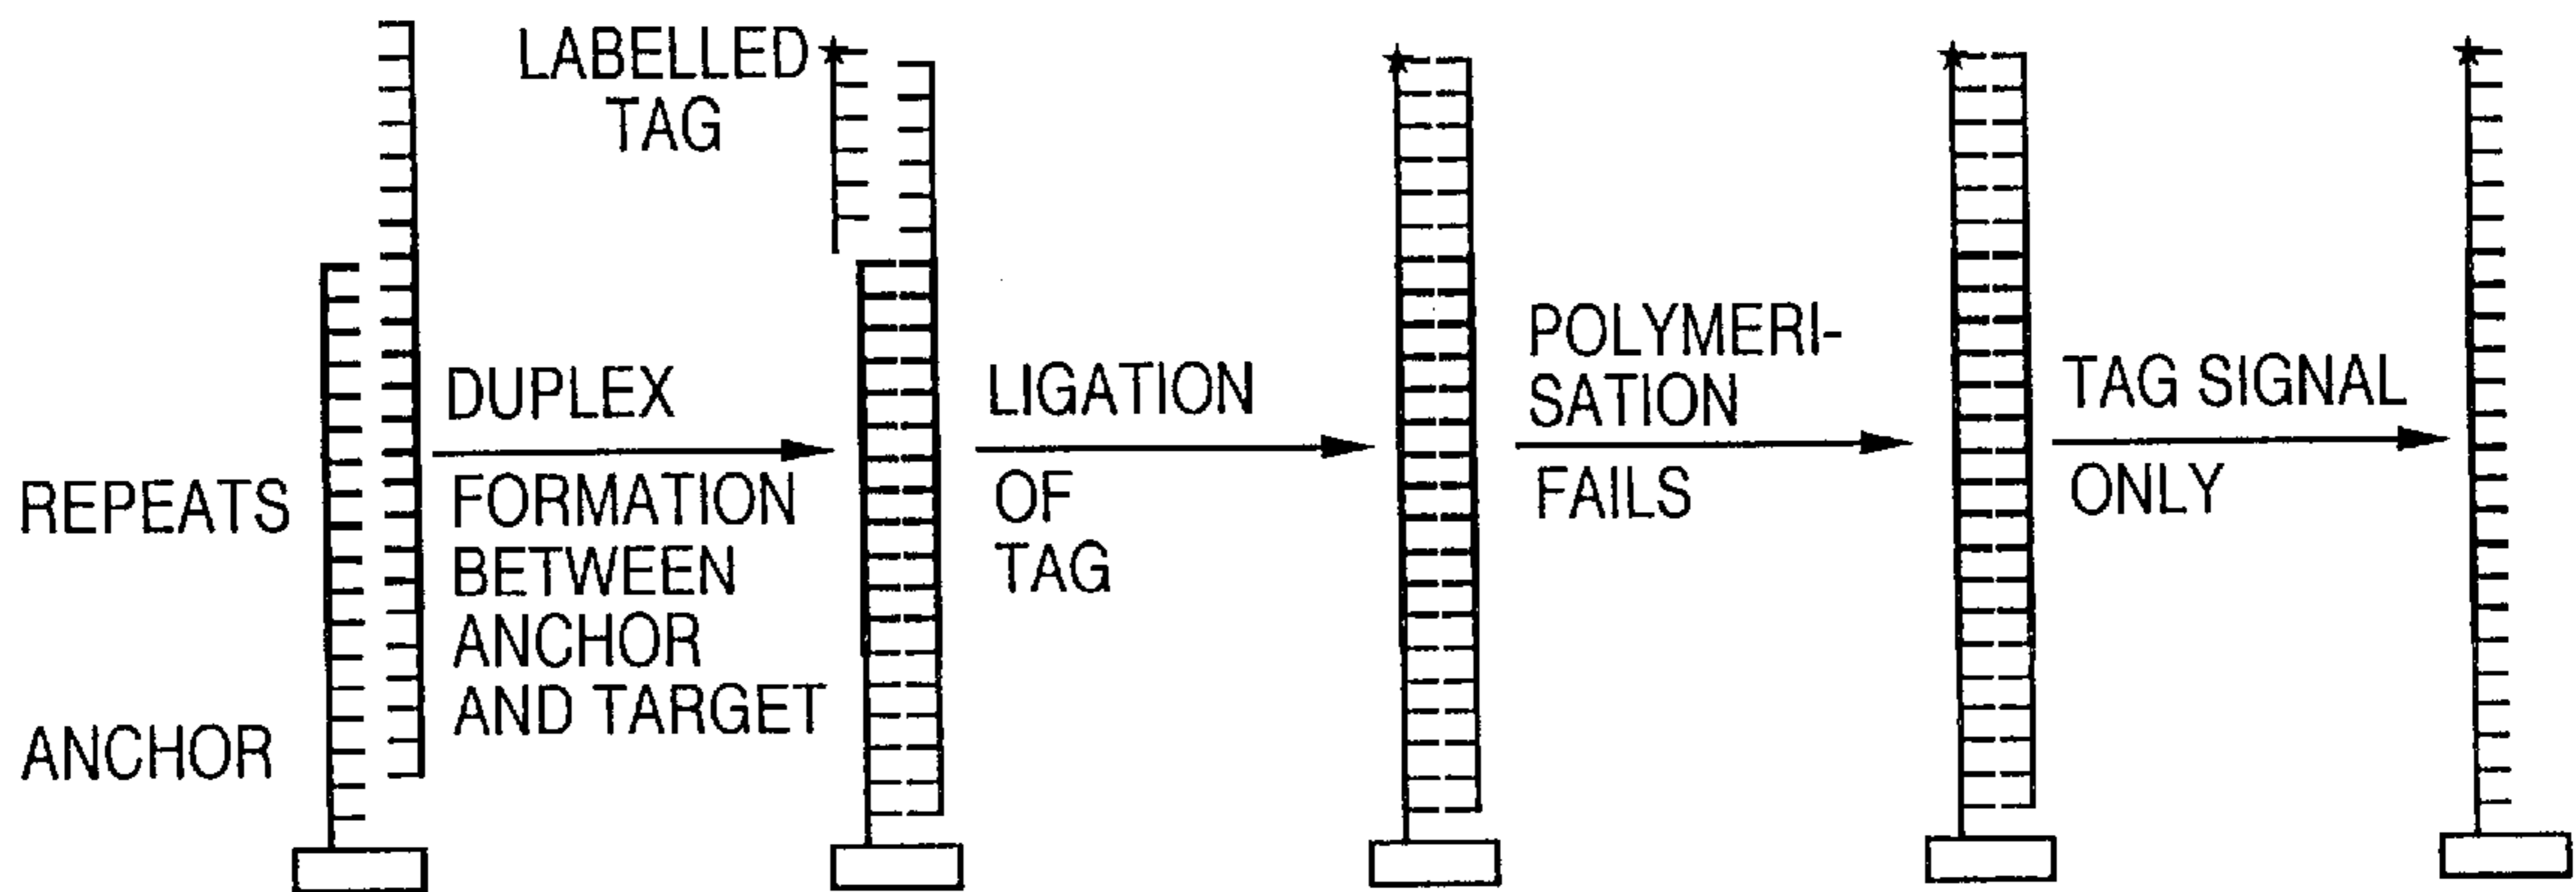 LABELLED
TAG
REPEATS
ANCHOR
DUPLEX
FORMATION
BETWEEN
ANCHOR
AND TARGET
LIGATION
OF
TAG
POLYMERI-
SATION
FAILS
TAG SIGNAL
ONLY